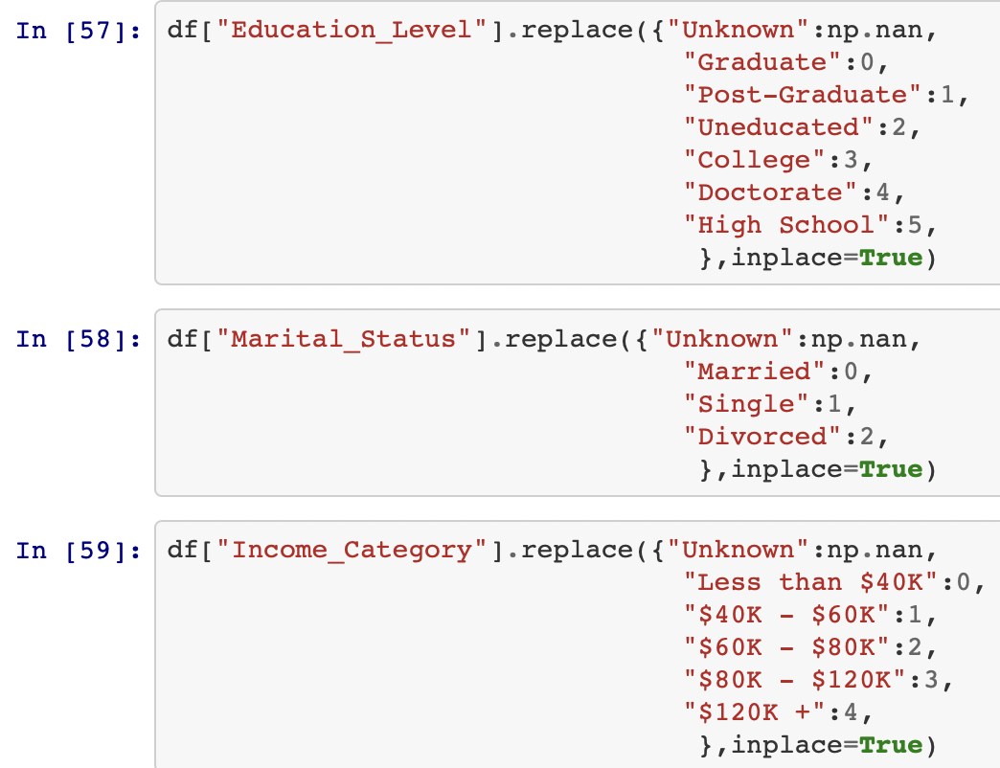 In [57]: df["Education_Level"].replace({"Unknown":np.nan,
"Graduate":0,
"Post-Graduate":1,
"Uneducated":2,
"College":3,
"Doctorate":4,
"High School":5,
},inplace=True)
In [58]: df["Marital_Status"].replace({"Unknown":np.nan,
"Married":0,
"Single":1,
"Divorced":2,
},inplace=True)
In [59]: df["Income_Category"].replace({"Unknown":np.nan,
"Less than $40K":0,
"$40K - $60K":1,
"$60K - $80K":2,
"$80K - $120K":3,
"$120K +":4,
},inplace=True)